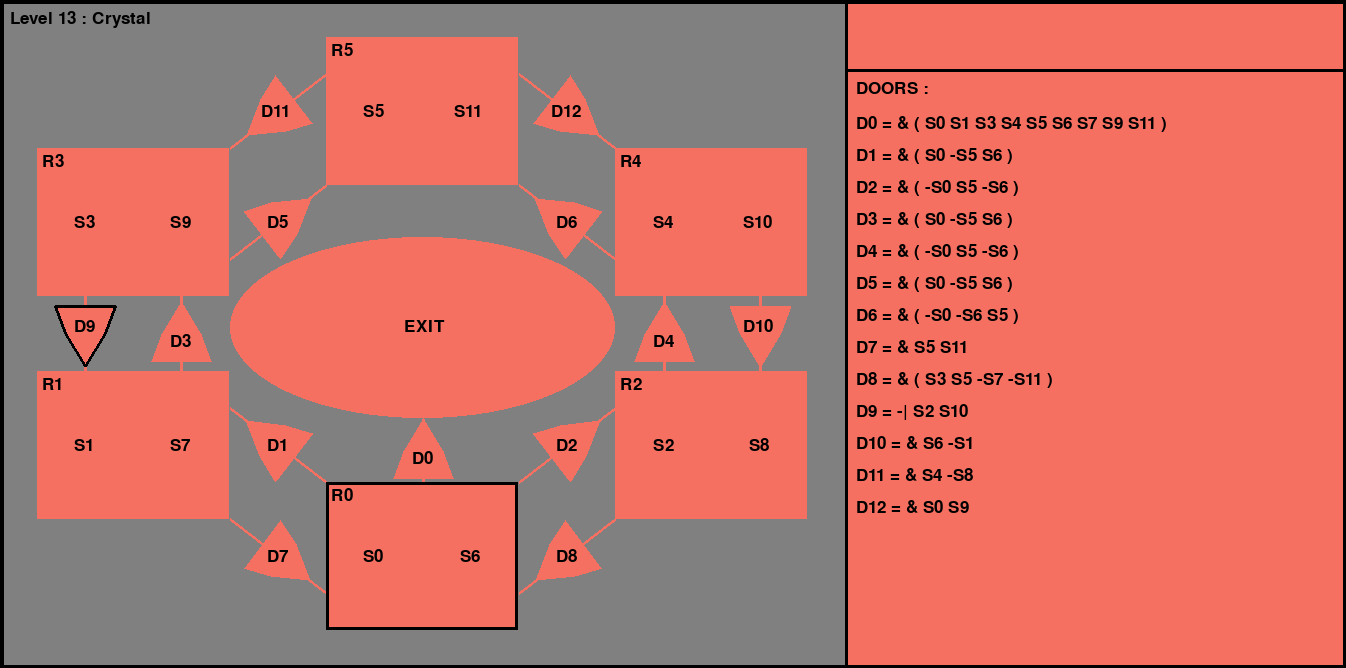 Level 13 : Crystal
R5
D11
S5
S11
D12
R3
R4
S3
S9
D5
D6
S4
S10
EXIT
D9
D3
D4
D10
R1
R2
S1
S7
D1
D0
D2
S2
S8
R0
D7
S0
S6
D8
DOORS :
D0 = & ( S0 S1 S3 S4 S5 S6 S7 S9 S11 )
D1 = & ( S0 -S5 S6 )
D2 = & ( -S0 S5 -S6 )
D3 = & ( S0 -S5 S6 )
D4 = & ( -S0 S5 -S6 )
D5 = & ( S0 -S5 S6 )
D6 = & ( -S0 -S6 S5 )
D7 = & S5 S11
D8 = & ( S3 S5 -S7 -S11 )
D9 = -| S2 S10
D10 = & S6 -S1
D11 = & S4 -S8
D12 = & S0 S9